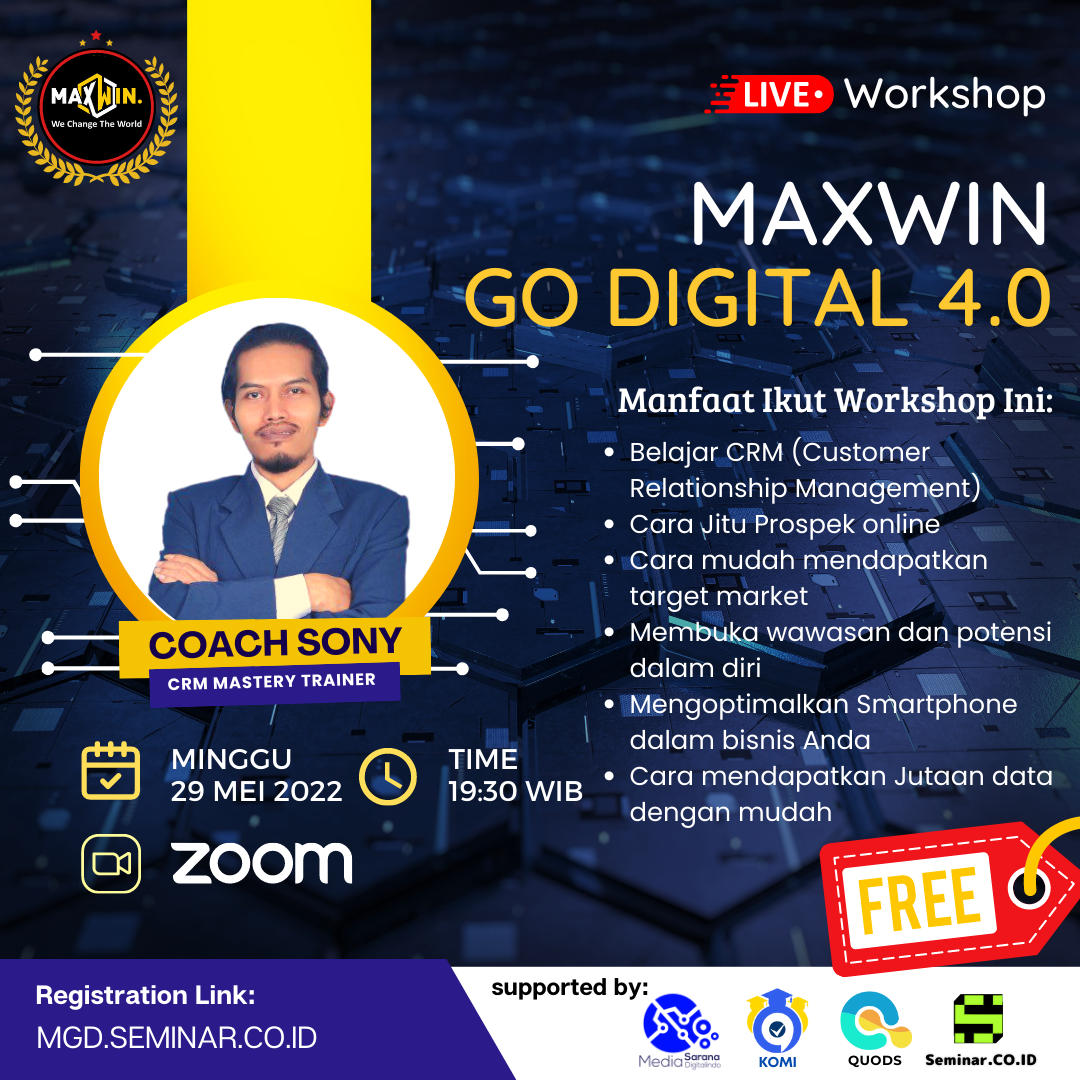 MAXWIN.
We Change The World
LIVE Workshop
MAXWIN
GO DIGITAL 4.0
Manfaat Ikut Workshop Ini:
• Belajar CRM (Customer
Relationship Management)
• Cara Jitu Prospek online
• Cara mudah mendapatkan
target market
• Membuka wawasan dan potensi
dalam diri
• Mengoptimalkan Smartphone
dalam bisnis Anda
• Cara mendapatkan Jutaan data
dengan mudah
COACH SONY
CRM MASTERY TRAINER
MINGGU
29 MEI 2022
TIME
19:30 WIB
zoom
FREE
Registration Link:
MGD.SEMINAR.CO.ID
supported by:
Media Sarana
Digitalindo
KOMI
QUODS
Seminar.CO.ID